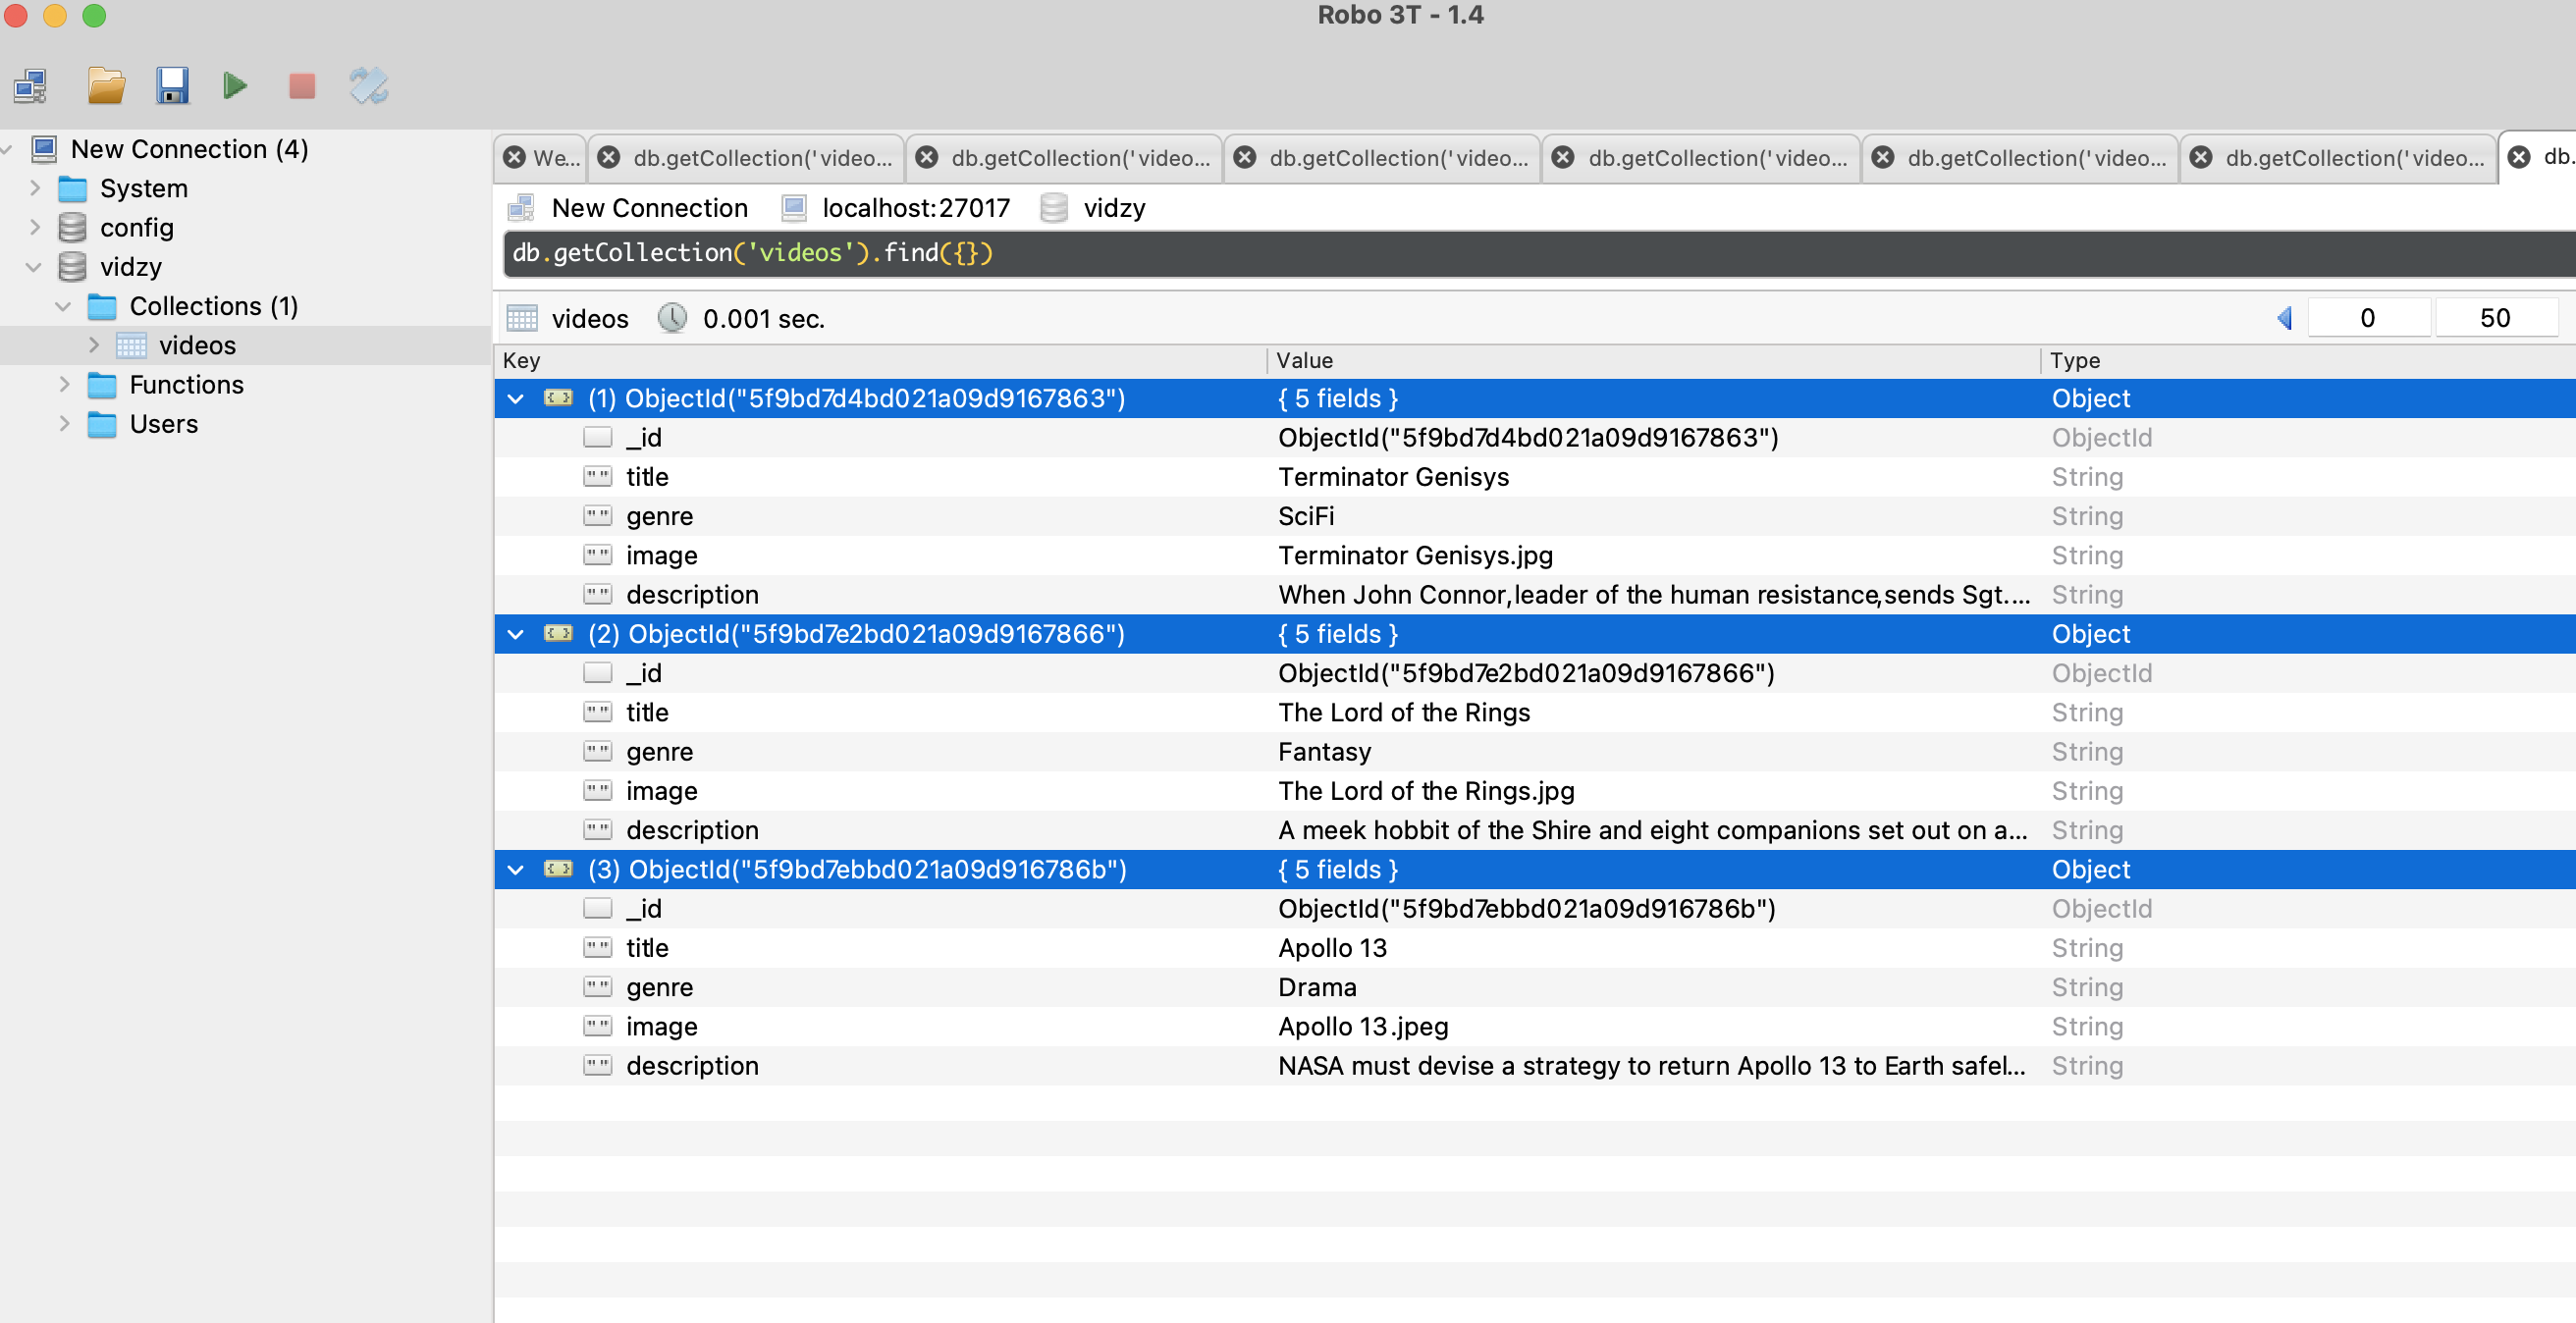 Robo 3T - 1.4
New Connection (4)
System
config
vidzy
Collections (1)
videos
Functions
Users
We... db.getCollection('video... db.getCollection('video... db.getCollection('video... db.getCollection('video... db.getCollection('video... db.getCollection('video... db.
New Connection localhost:27017 vidzy
db.getCollection('videos').find({})
videos 0.001 sec. 0 50
Key Value Type
(1) ObjectId("5f9bd7d4bd021a09d9167863") { 5 fields } Object
_id ObjectId("5f9bd7d4bd021a09d9167863") ObjectId
title Terminator Genisys String
genre SciFi String
image Terminator Genisys.jpg String
description When John Connor,leader of the human resistance,sends Sgt.... String
(2) ObjectId("5f9bd7e2bd021a09d9167866") { 5 fields } Object
_id ObjectId("5f9bd7e2bd021a09d9167866") ObjectId
title The Lord of the Rings String
genre Fantasy String
image The Lord of the Rings.jpg String
description A meek hobbit of the Shire and eight companions set out on a... String
(3) ObjectId("5f9bd7ebbd021a09d916786b") { 5 fields } Object
_id ObjectId("5f9bd7ebbd021a09d916786b") ObjectId
title Apollo 13 String
genre Drama String
image Apollo 13.jpeg String
description NASA must devise a strategy to return Apollo 13 to Earth safel... String